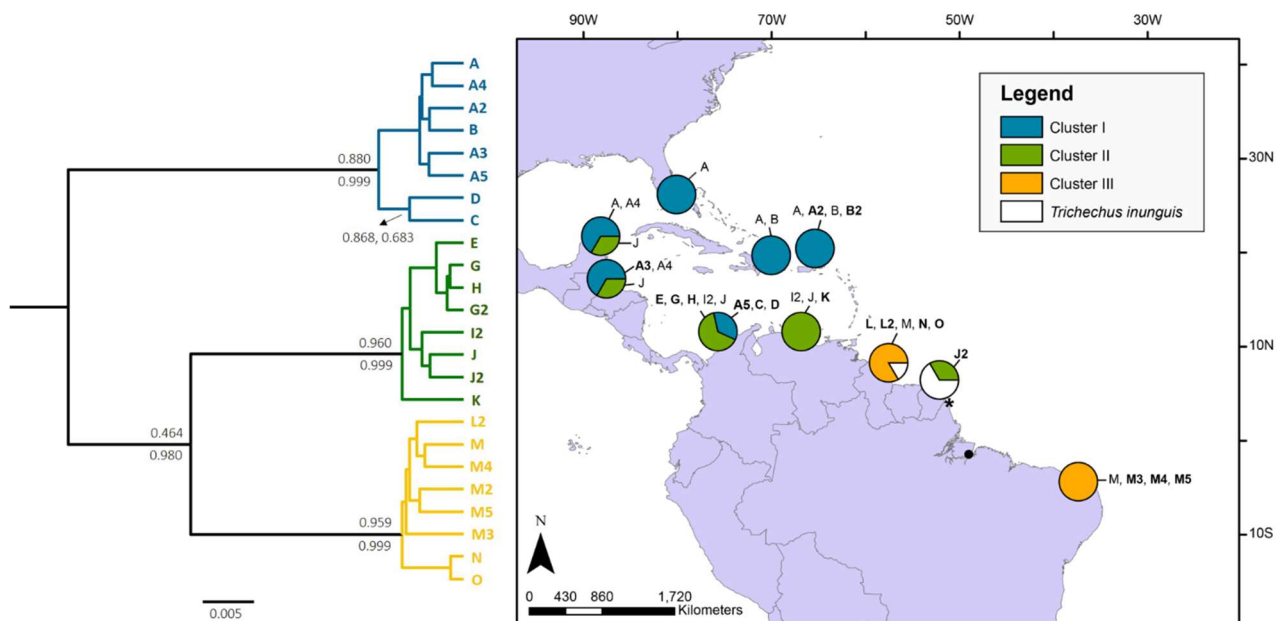 A
A4
A2
B
A3
A5
D
C
E
G
H
G2
I2
J
J2
K
L2
M
M4
M2
M5
M3
N
O
0.880
0.999
0.868, 0.683
0.960
0.999
0.464
0.980
0.959
0.999
0.005
90W
70W
50W
30W
30N
10N
10S
Legend
Cluster I
Cluster II
Cluster III
Trichechus inunguis
A
A, A4
J
A, B
A, A2, B, B2
A3, A4
J
E, G, H, I2, J
A5, C, D
I2, J, K
L, L2, M, N, O
J2
*
M, M3, M4, M5
N
0 430 860 1,720
Kilometers